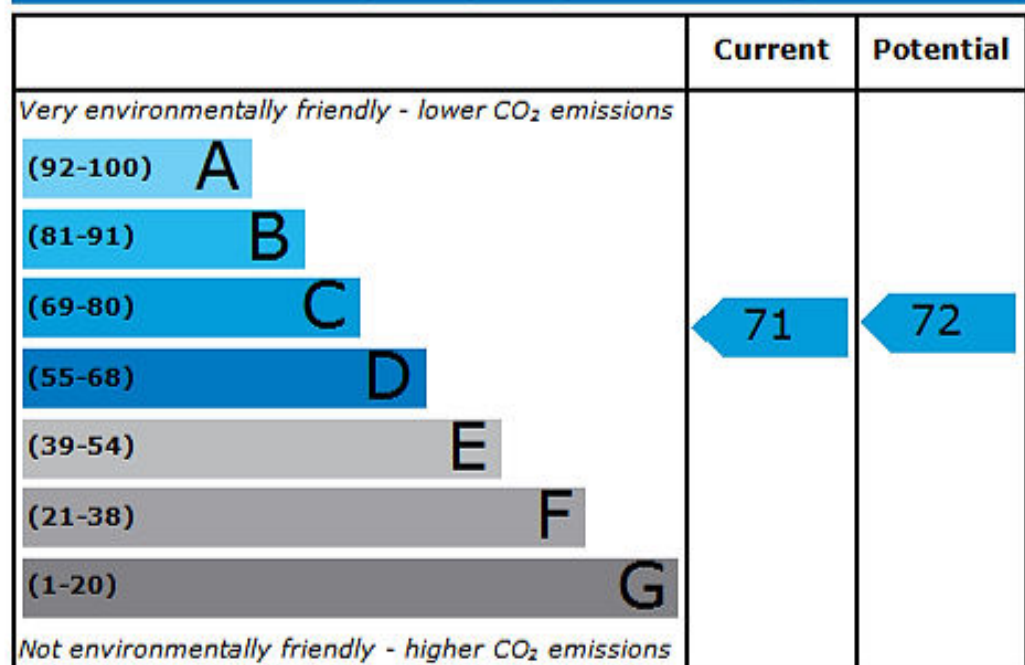 Current Potential
Very environmentally friendly - lower CO₂ emissions
(92-100) A
(81-91) B
(69-80) C
71 72
(55-68) D
(39-54) E
(21-38) F
(1-20) G
Not environmentally friendly - higher CO₂ emissions